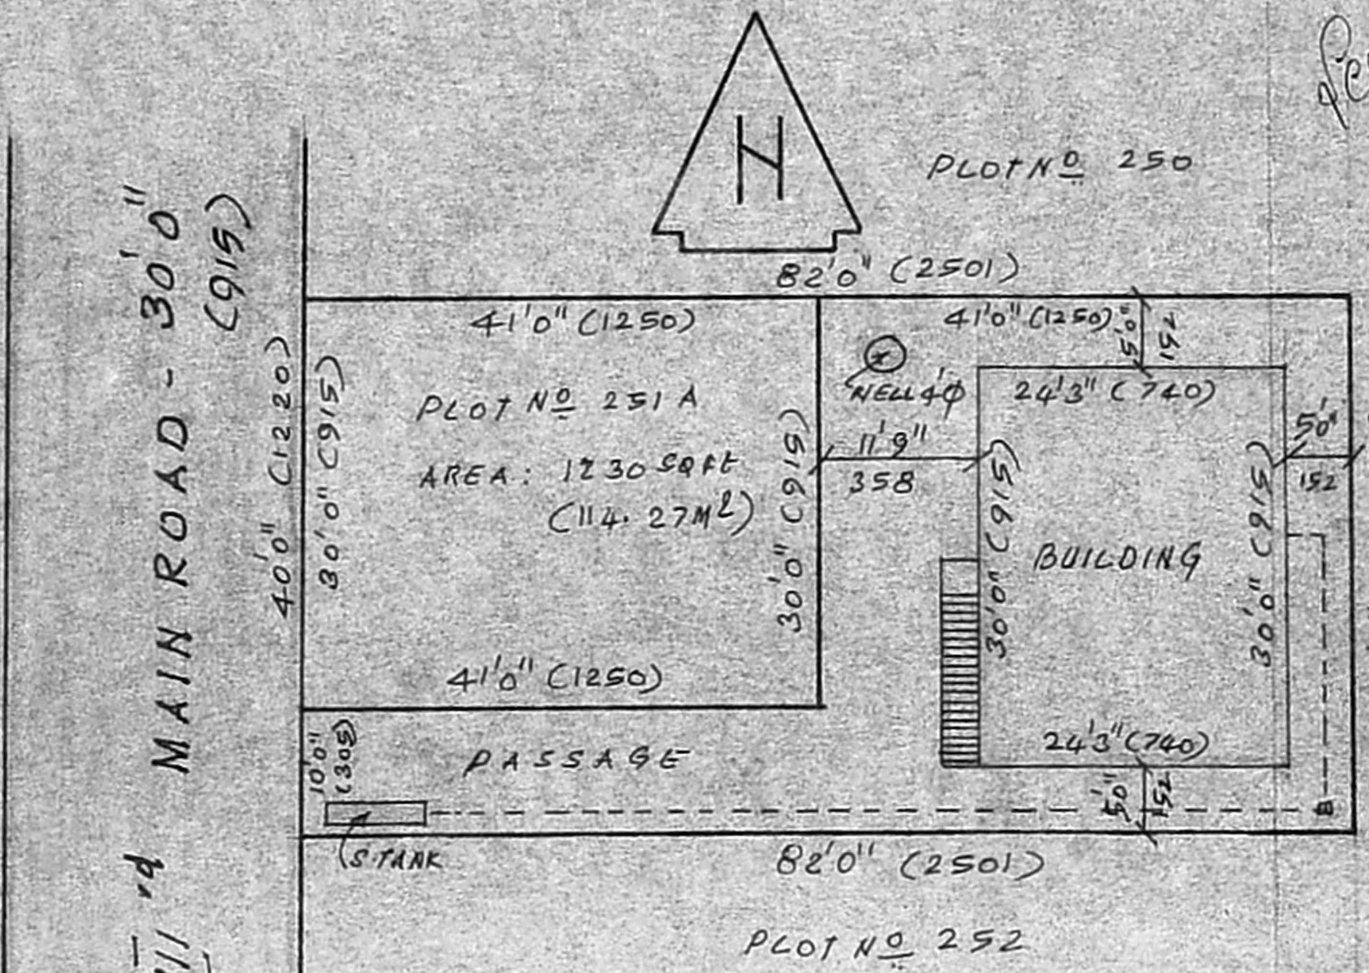 N
PLOT Nº 250
82'0" (2501)
41'0" (1250)
41'0" (1250)
5'0"
152
MAIN ROAD - 30'0"
(915)
40'0" (1220)
30'0" (915)
PLOT Nº 251 A
AREA: 1230 SQFT
(114.27M2)
30'0" (915)
WELL 4'φ
11'9"
358
24'3" (740)
5'0"
152
30'0" (915)
BUILDING
30'0" (915)
41'0" (1250)
24'3" (740)
10'0"
(305)
PASSAGE
5'0"
152
S.TANK
82'0" (2501)
PLOT Nº 252